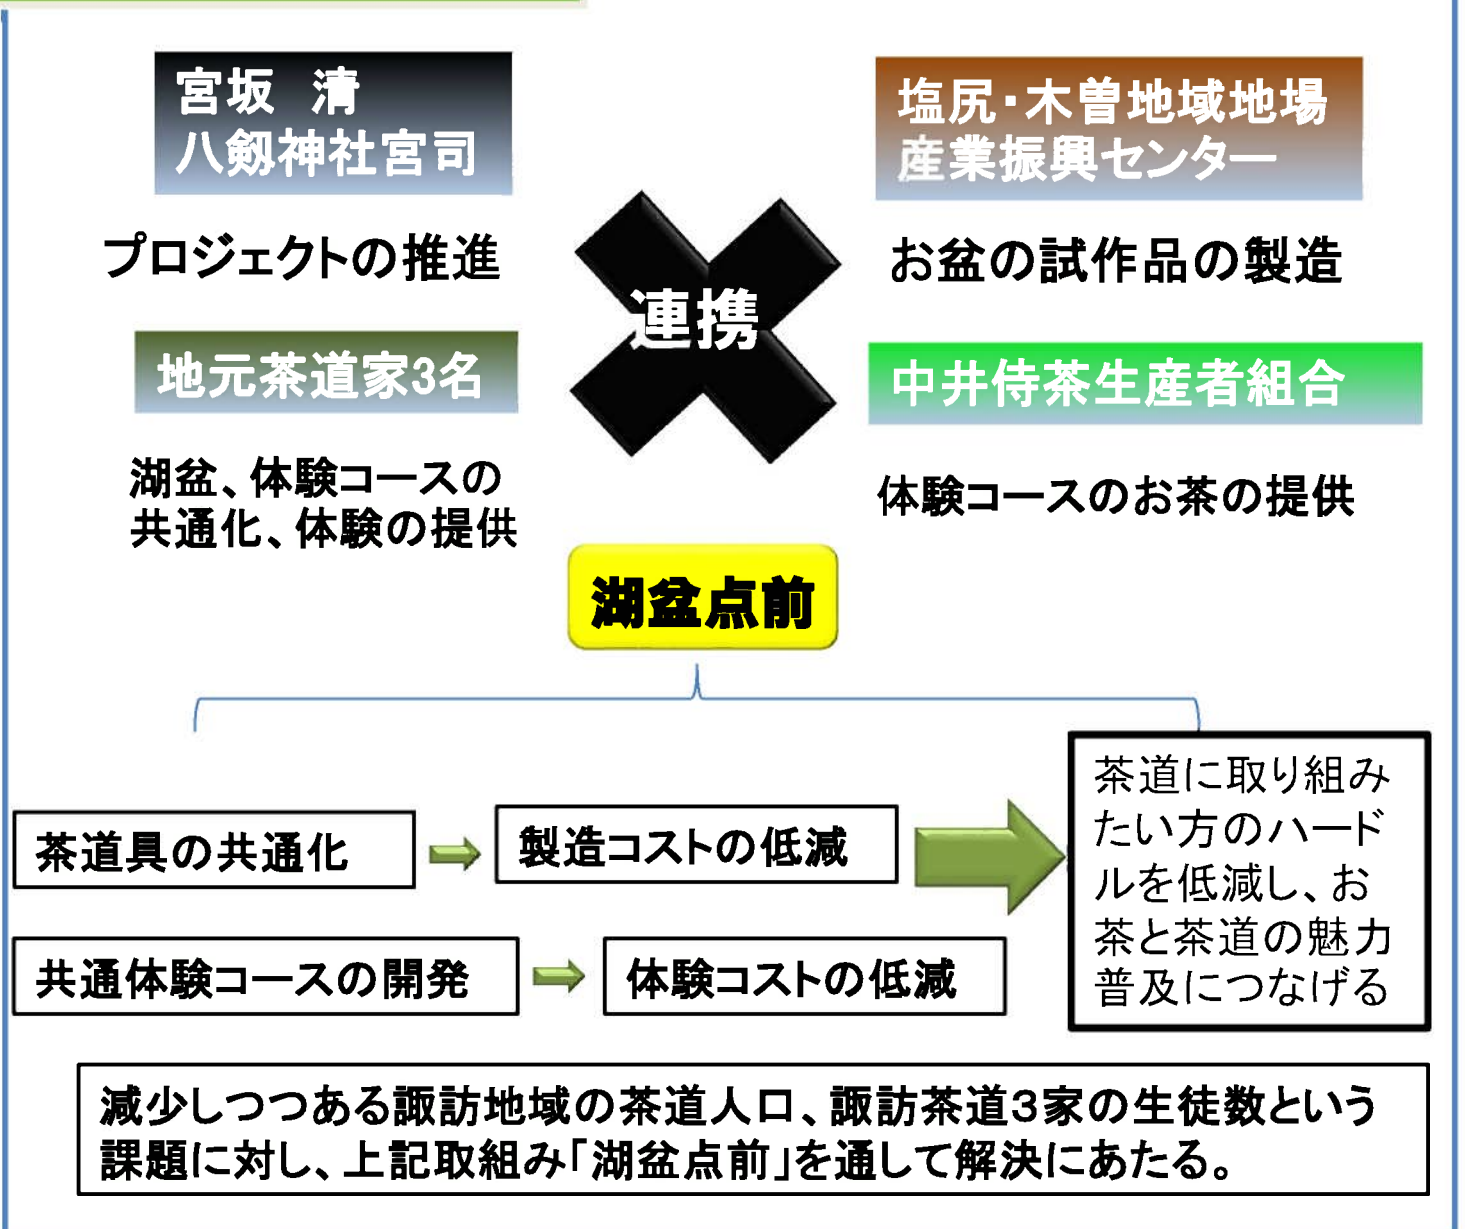 宮坂　清
八剱神社宮司
プロジェクトの推進
地元茶道家3名
湖盆、体験コースの
共通化、体験の提供
連携
塩尻・木曽地域地場
産業振興センター
お盆の試作品の製造
中井侍茶生産者組合
体験コースのお茶の提供
湖盆点前
茶道具の共通化
製造コストの低減
共通体験コースの開発
体験コストの低減
茶道に取り組み
たい方のハード
ルを低減し、お
茶と茶道の魅力
普及につなげる
減少しつつある諏訪地域の茶道人口、諏訪茶道３家の生徒数という
課題に対し、上記取組み「湖盆点前」を通して解決にあたる。